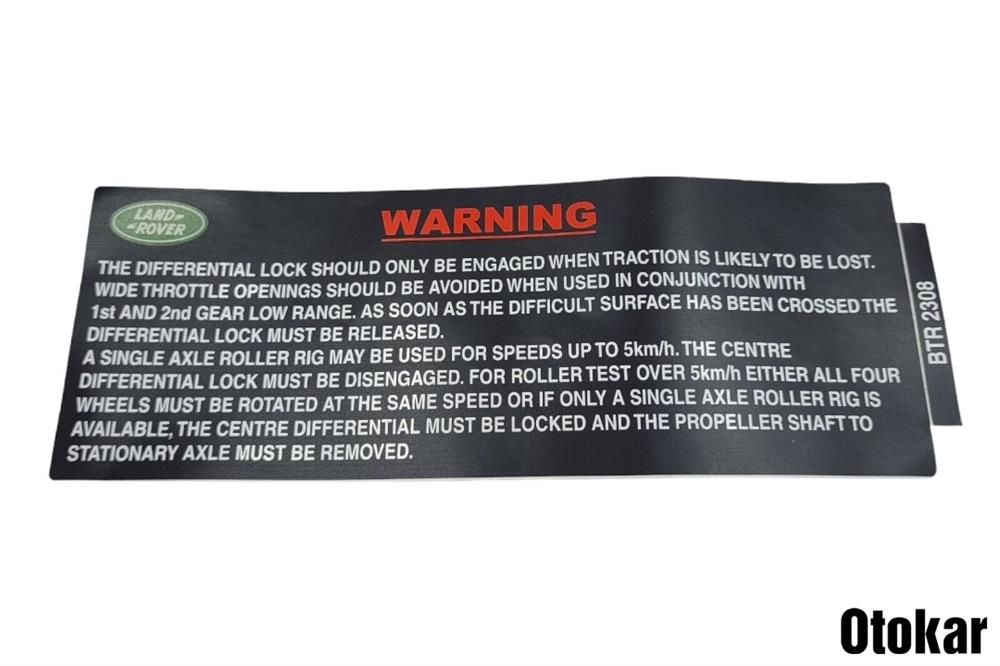 LAND-
-ROVER
WARNING
THE DIFFERENTIAL LOCK SHOULD ONLY BE ENGAGED WHEN TRACTION IS LIKELY TO BE LOST.
WIDE THROTTLE OPENINGS SHOULD BE AVOIDED WHEN USED IN CONJUNCTION WITH
1st AND 2nd GEAR LOW RANGE. AS SOON AS THE DIFFICULT SURFACE HAS BEEN CROSSED THE
DIFFERENTIAL LOCK MUST BE RELEASED.
A SINGLE AXLE ROLLER RIG MAY BE USED FOR SPEEDS UP TO 5km/h. THE CENTRE
DIFFERENTIAL LOCK MUST BE DISENGAGED. FOR ROLLER TEST OVER 5km/h EITHER ALL FOUR
WHEELS MUST BE ROTATED AT THE SAME SPEED OR IF ONLY A SINGLE AXLE ROLLER RIG IS
AVAILABLE, THE CENTRE DIFFERENTIAL MUST BE LOCKED AND THE PROPELLER SHAFT TO
STATIONARY AXLE MUST BE REMOVED.
BTR 2308
Otokar